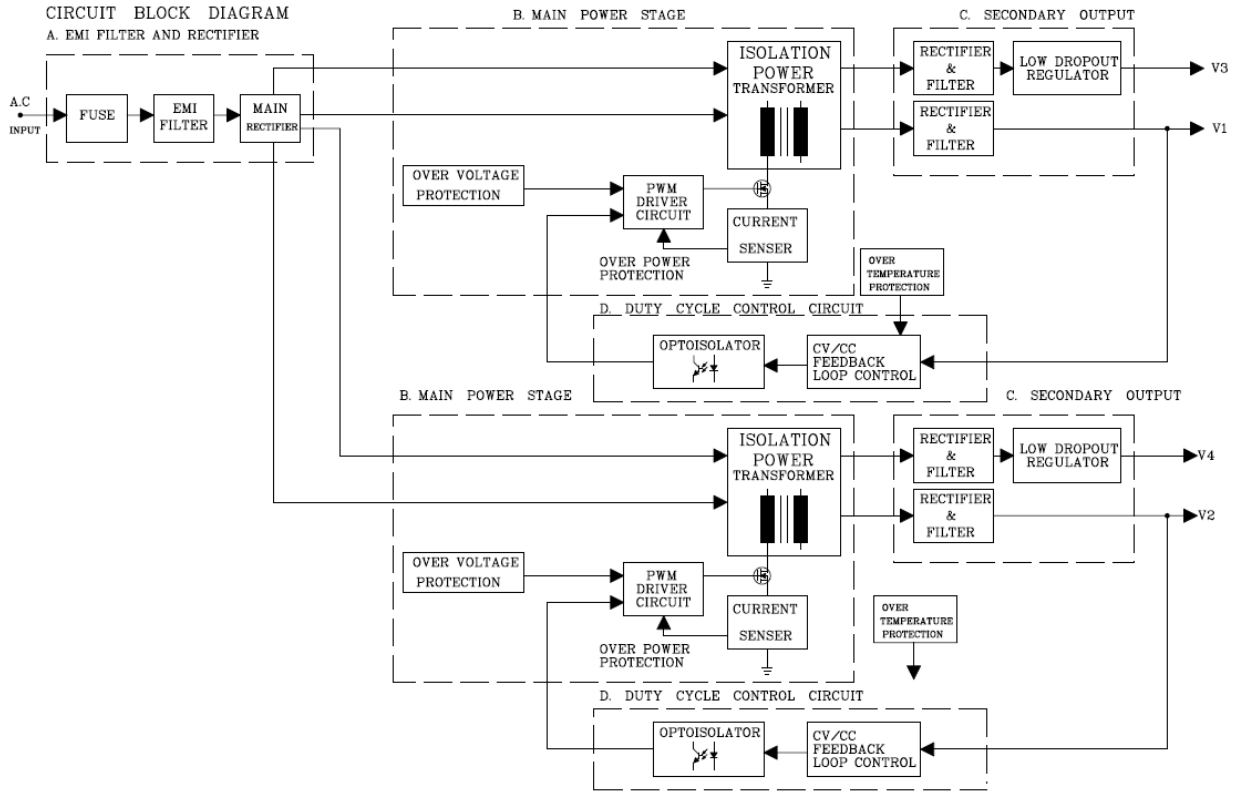 CIRCUIT BLOCK DIAGRAM
A. EMI FILTER AND RECTIFIER
A.C
INPUT
FUSE
EMI
FILTER
MAIN
RECTIFIER
B. MAIN POWER STAGE
ISOLATION
POWER
TRANSFORMER
OVER VOLTAGE
PROTECTION
PWM
DRIVER
CIRCUIT
CURRENT
SENSER
OVER POWER
PROTECTION
C. SECONDARY OUTPUT
RECTIFIER
&
FILTER
LOW DROPOUT
REGULATOR
V3
RECTIFIER
&
FILTER
V1
OVER
TEMPERATURE
PROTECTION
D. DUTY CYCLE CONTROL CIRCUIT
OPTOISOLATOR
CV/CC
FEEDBACK
LOOP CONTROL
B. MAIN POWER STAGE
ISOLATION
POWER
TRANSFORMER
OVER VOLTAGE
PROTECTION
PWM
DRIVER
CIRCUIT
CURRENT
SENSER
OVER POWER
PROTECTION
C. SECONDARY OUTPUT
RECTIFIER
&
FILTER
LOW DROPOUT
REGULATOR
V4
RECTIFIER
&
FILTER
V2
OVER
TEMPERATURE
PROTECTION
D. DUTY CYCLE CONTROL CIRCUIT
OPTOISOLATOR
CV/CC
FEEDBACK
LOOP CONTROL